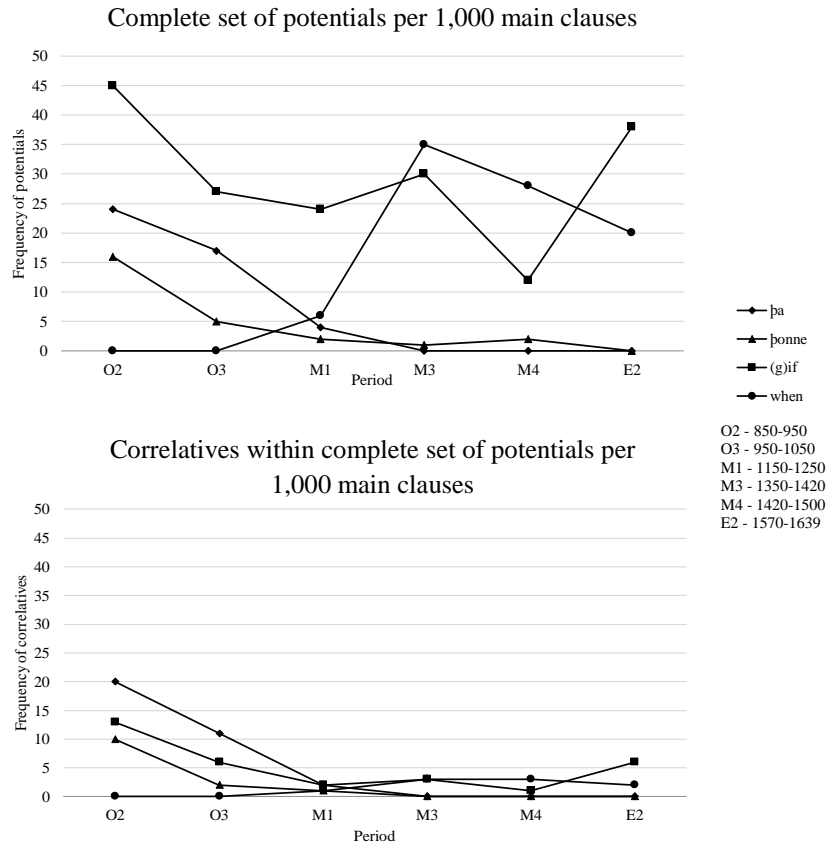 Complete set of potentials per 1,000 main clauses
50
45
40
35
30
25
20
15
10
5
0
Frequency of potentials
O2
O3
M1
M3
M4
E2
Period
þa
þonne
(g)if
when
O2 - 850-950
O3 - 950-1050
M1 - 1150-1250
M3 - 1350-1420
M4 - 1420-1500
E2 - 1570-1639
Correlatives within complete set of potentials per
1,000 main clauses
50
45
40
35
30
25
20
15
10
5
0
Frequency of correlatives
O2
O3
M1
M3
M4
E2
Period